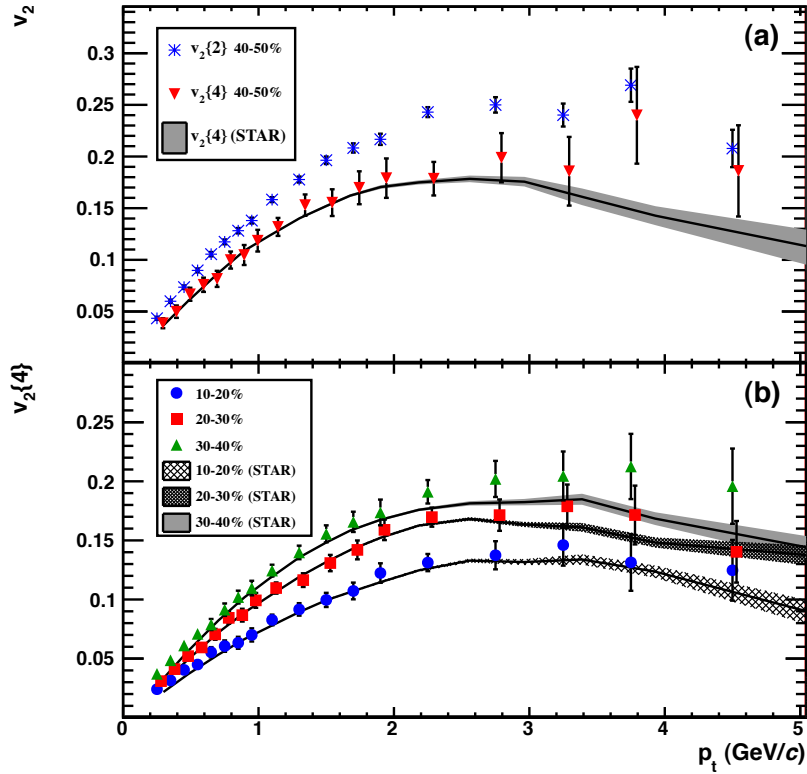 v2
(a)
0.3
0.25
0.2
0.15
0.1
0.05
v2{2} 40-50%
v2{4} 40-50%
v2{4} (STAR)
v2{4}
(b)
0.25
0.2
0.15
0.1
0.05
10-20%
20-30%
30-40%
10-20% (STAR)
20-30% (STAR)
30-40% (STAR)
0 1 2 3 4 5
pt (GeV/c)